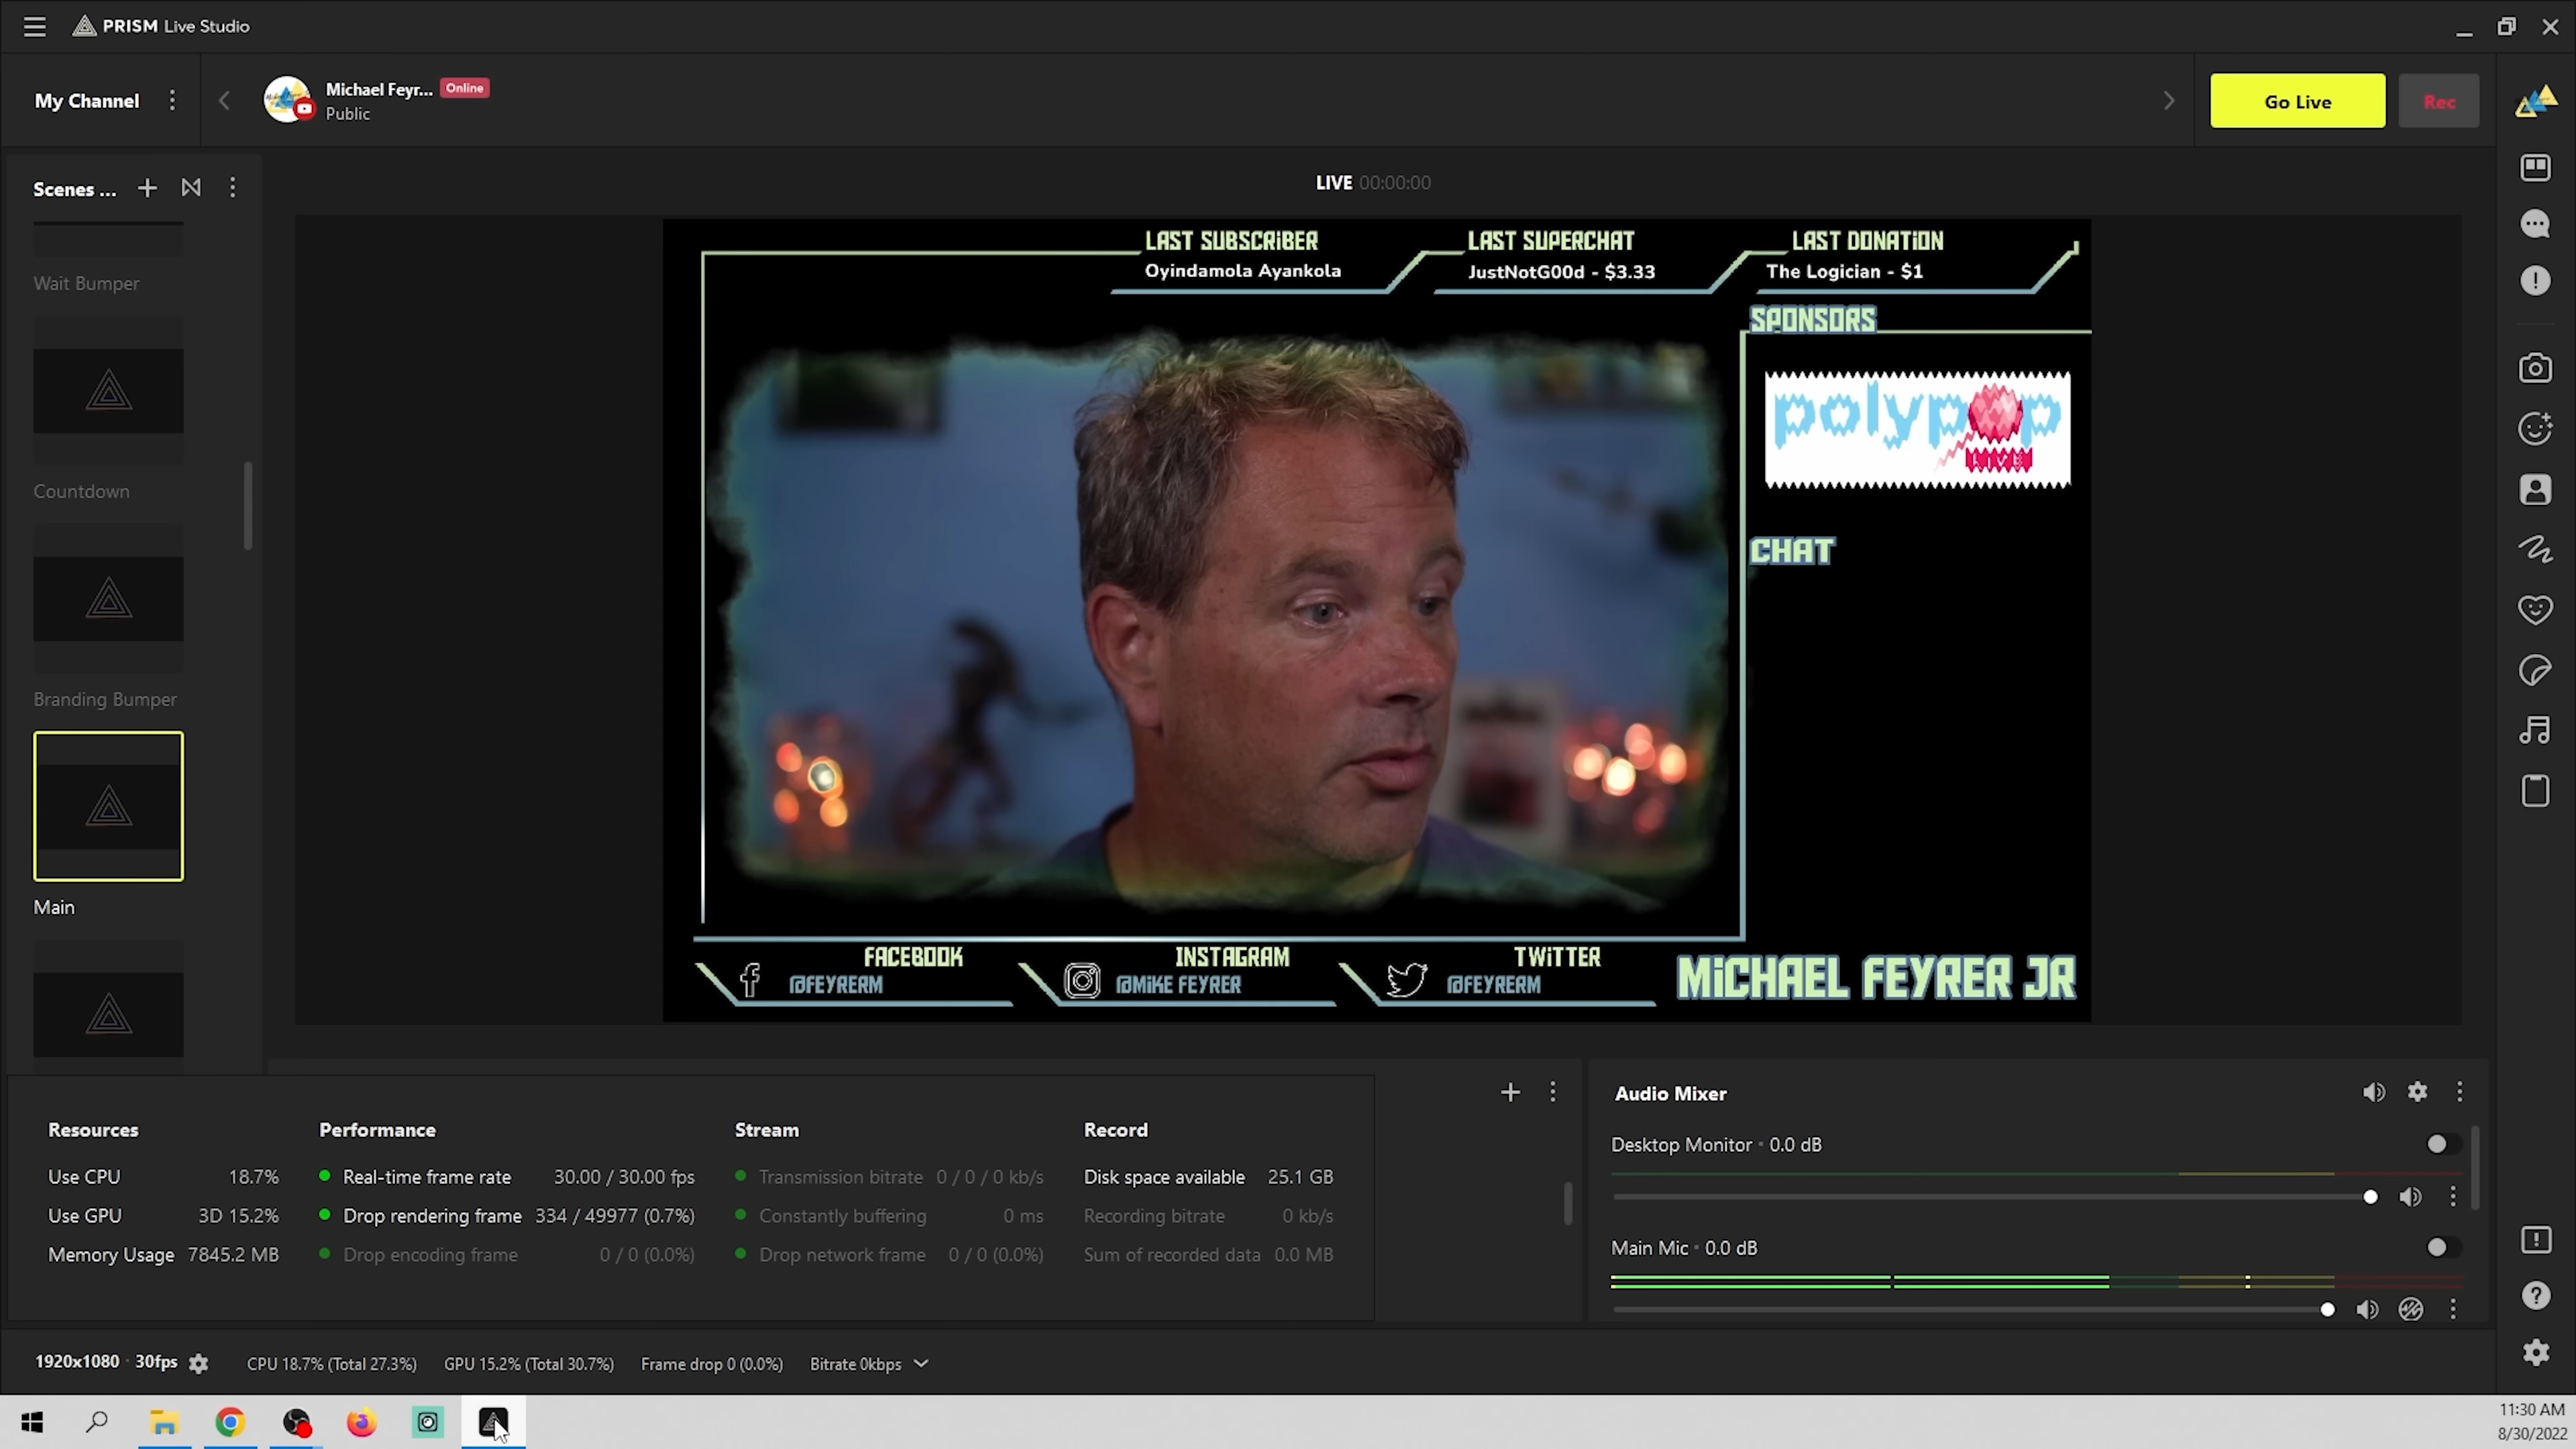 PRISM Live Studio
My Channel
Michael Feyr... Online
Public
Go Live
Rec
Scenes ...
LIVE 00:00:00
Wait Bumper
Countdown
Branding Bumper
Main
LAST SUBSCRIBER
Oyindamola Ayankola
LAST SUPERCHAT
JustNotG00d - $3.33
LAST DONATION
The Logician - $1
SPONSORS
polypop
LIVE
CHAT
FACEBOOK
@FEYRERM
INSTAGRAM
@MIKE FEYRER
TWITTER
@FEYRERM
MICHAEL FEYRER JR
Resources
Use CPU 18.7%
Use GPU 3D 15.2%
Memory Usage 7845.2 MB
Performance
Real-time frame rate 30.00 / 30.00 fps
Drop rendering frame 334 / 49977 (0.7%)
Drop encoding frame 0 / 0 (0.0%)
Stream
Transmission bitrate 0 / 0 / 0 kb/s
Constantly buffering 0 ms
Drop network frame 0 / 0 (0.0%)
Record
Disk space available 25.1 GB
Recording bitrate 0 kb/s
Sum of recorded data 0.0 MB
Audio Mixer
Desktop Monitor • 0.0 dB
Main Mic • 0.0 dB
1920x1080 · 30fps CPU 18.7% (Total 27.3%) GPU 15.2% (Total 30.7%) Frame drop 0 (0.0%) Bitrate 0kbps
11:30 AM
8/30/2022